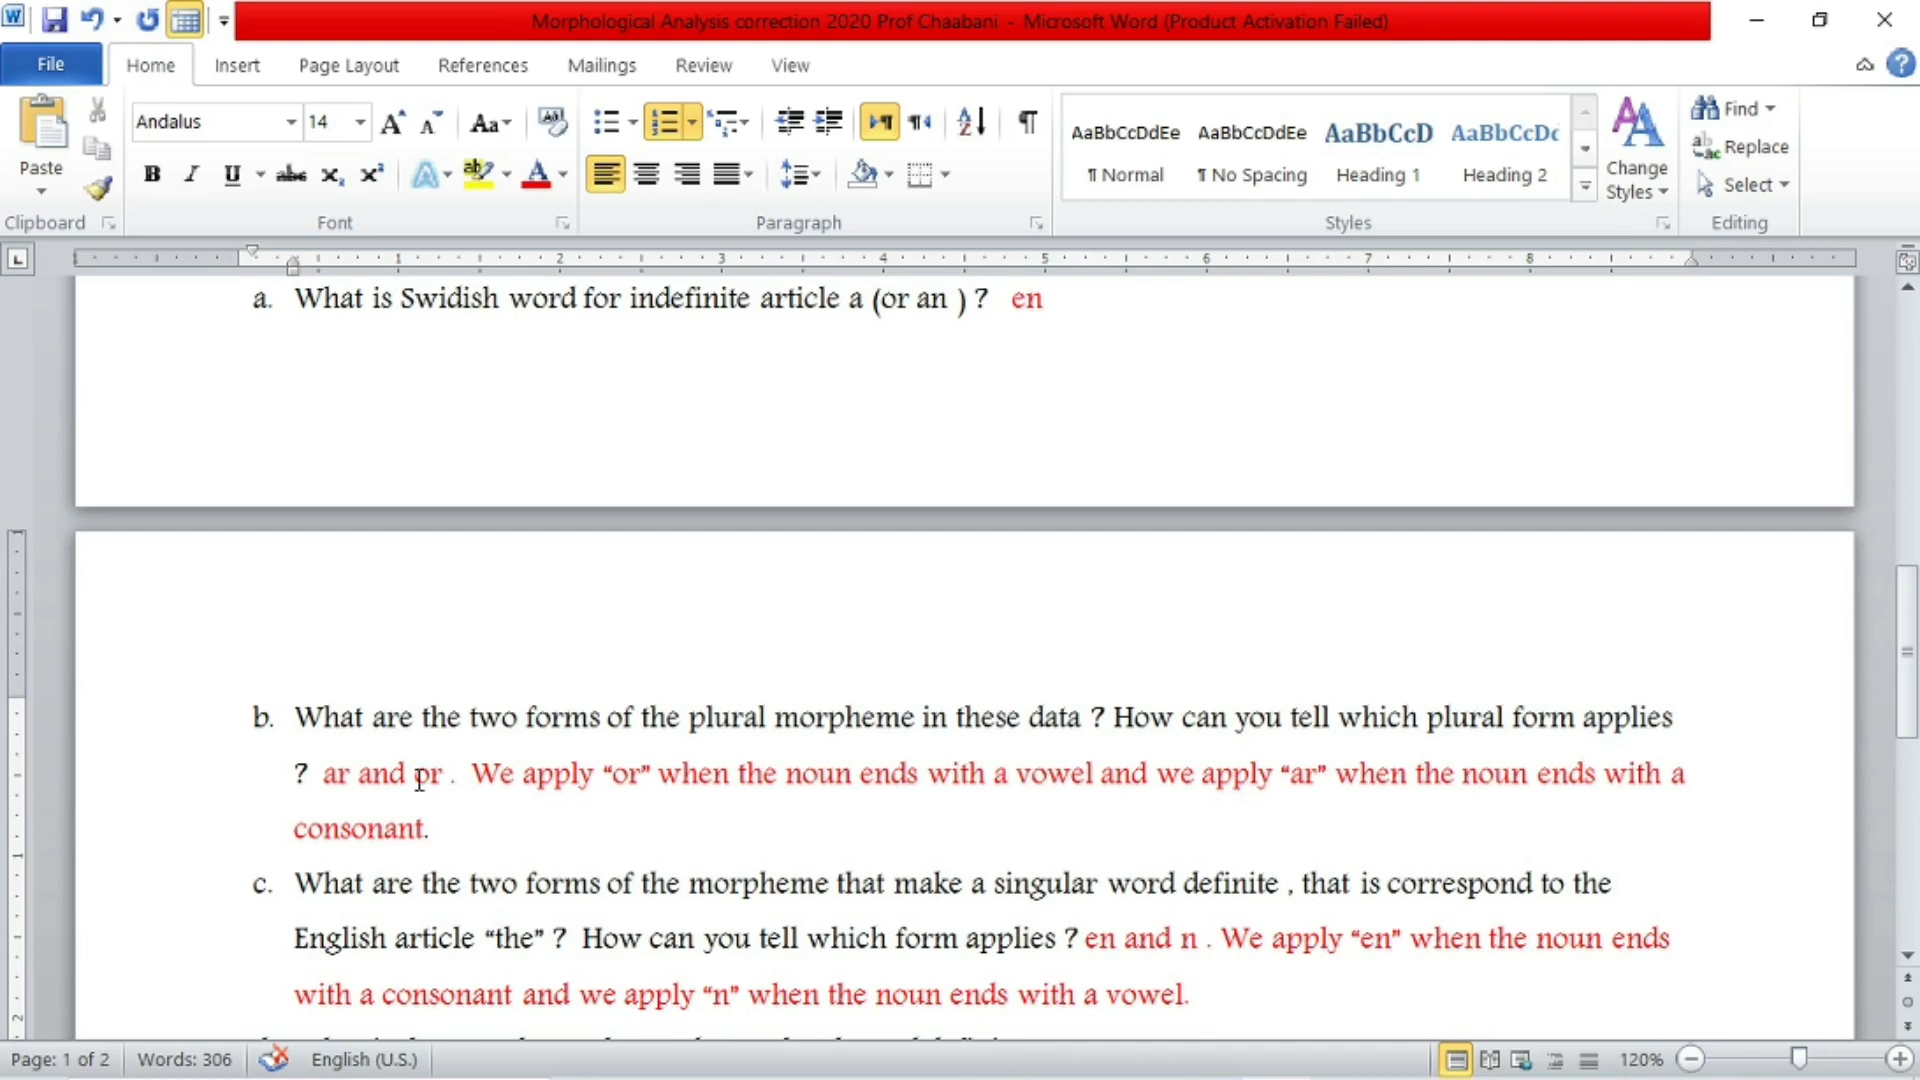 Morphological Analysis correction 2020 Prof Chaabani - Microsoft Word (Product Activation Failed)
File Home Insert Page Layout References Mailings Review View
Andalus 14
Find
Replace
Select
Paste
AaBbCcDdEe AaBbCcDdEe AaBbCcD AaBbCcDc
¶ Normal ¶ No Spacing Heading 1 Heading 2
Change Styles
Clipboard Font Paragraph Styles Editing
1 2 3 4 5 6 7 8
a. What is Swidish word for indefinite article a (or an ) ? en
b. What are the two forms of the plural morpheme in these data ? How can you tell which plural form applies
? ar and or . We apply “or” when the noun ends with a vowel and we apply “ar” when the noun ends with a
consonant.
c. What are the two forms of the morpheme that make a singular word definite , that is correspond to the
English article “the” ? How can you tell which form applies ? en and n . We apply “en” when the noun ends
with a consonant and we apply “n” when the noun ends with a vowel.
Page: 1 of 2 Words: 306 English (U.S.) 120%